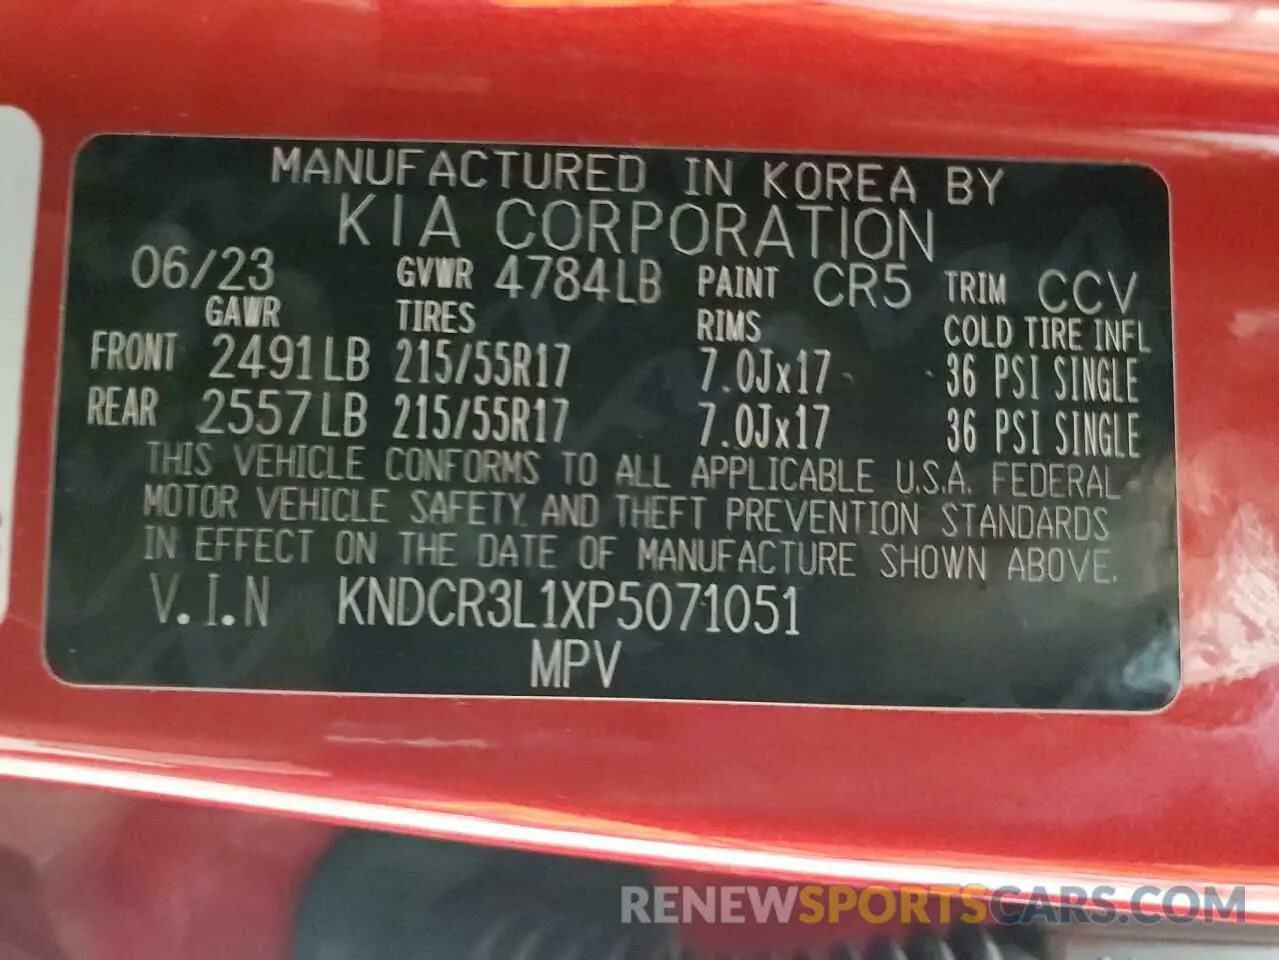 MANUFACTURED IN KOREA BY
KIA CORPORATION
06/23 GVWR 4784LB PAINT CR5 TRIM CCV
GAWR TIRES RIMS COLD TIRE INFL
FRONT 2491LB 215/55R17 7.0Jx17 36 PSI SINGLE
REAR 2557LB 215/55R17 7.0Jx17 36 PSI SINGLE
THIS VEHICLE CONFORMS TO ALL APPLICABLE U.S.A. FEDERAL
MOTOR VEHICLE SAFETY AND THEFT PREVENTION STANDARDS
IN EFFECT ON THE DATE OF MANUFACTURE SHOWN ABOVE.
V.I.N KNDCR3L1XP5071051
MPV
RENEWSPORTSCARS.COM